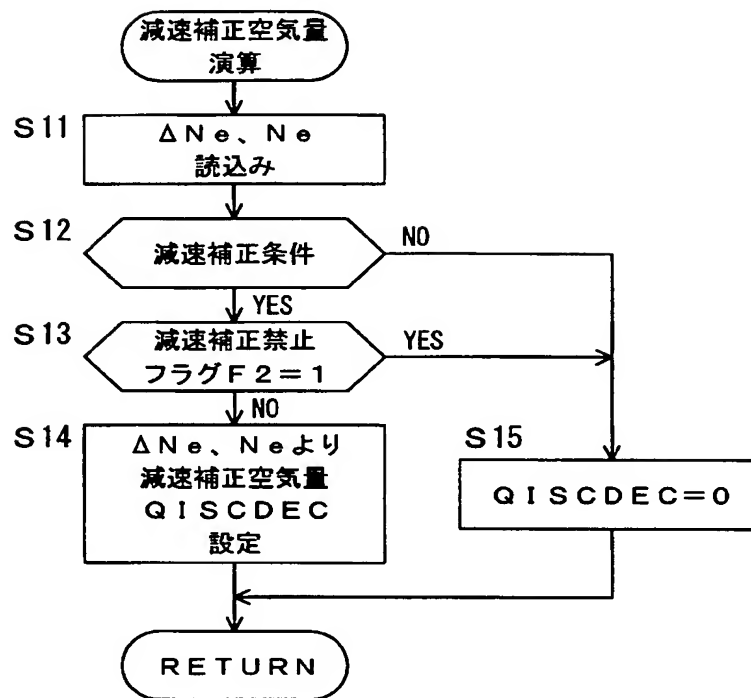 減速補正空気量
演算
S11
ΔNe、Ne
読込み
S12
減速補正条件
NO
YES
S13
減速補正禁止
フラグF2=1
YES
NO
S14
ΔNe、Neより
減速補正空気量
QISCDEC
設定
S15
QISCDEC=0
RETURN